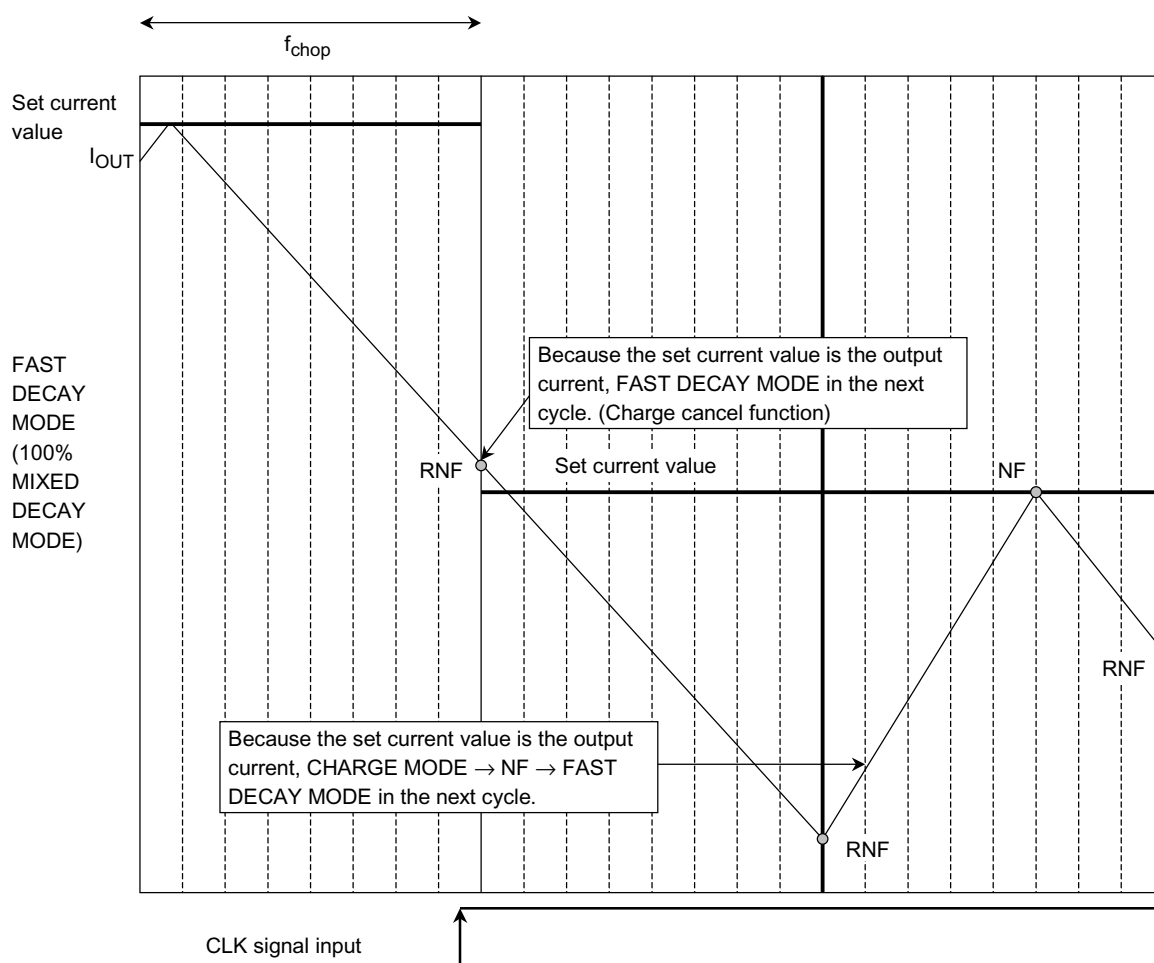 fchop
Set current
value
IOUT
FAST
DECAY
MODE
(100%
MIXED
DECAY
MODE)
Because the set current value is the output
current, FAST DECAY MODE in the next
cycle. (Charge cancel function)
RNF
Set current value
NF
RNF
Because the set current value is the output
current, CHARGE MODE → NF → FAST
DECAY MODE in the next cycle.
RNF
CLK signal input